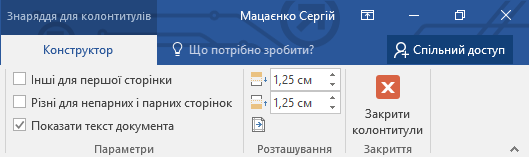 Знаряддя для колонтитулів
Мацаєнко Сергій
Конструктор
Що потрібно зробити?
Спільний доступ
Інші для першої сторінки
Різні для непарних і парних сторінок
Показати текст документа
Параметри
1,25 см
1,25 см
Розташування
Закрити
колонтитули
Закриття